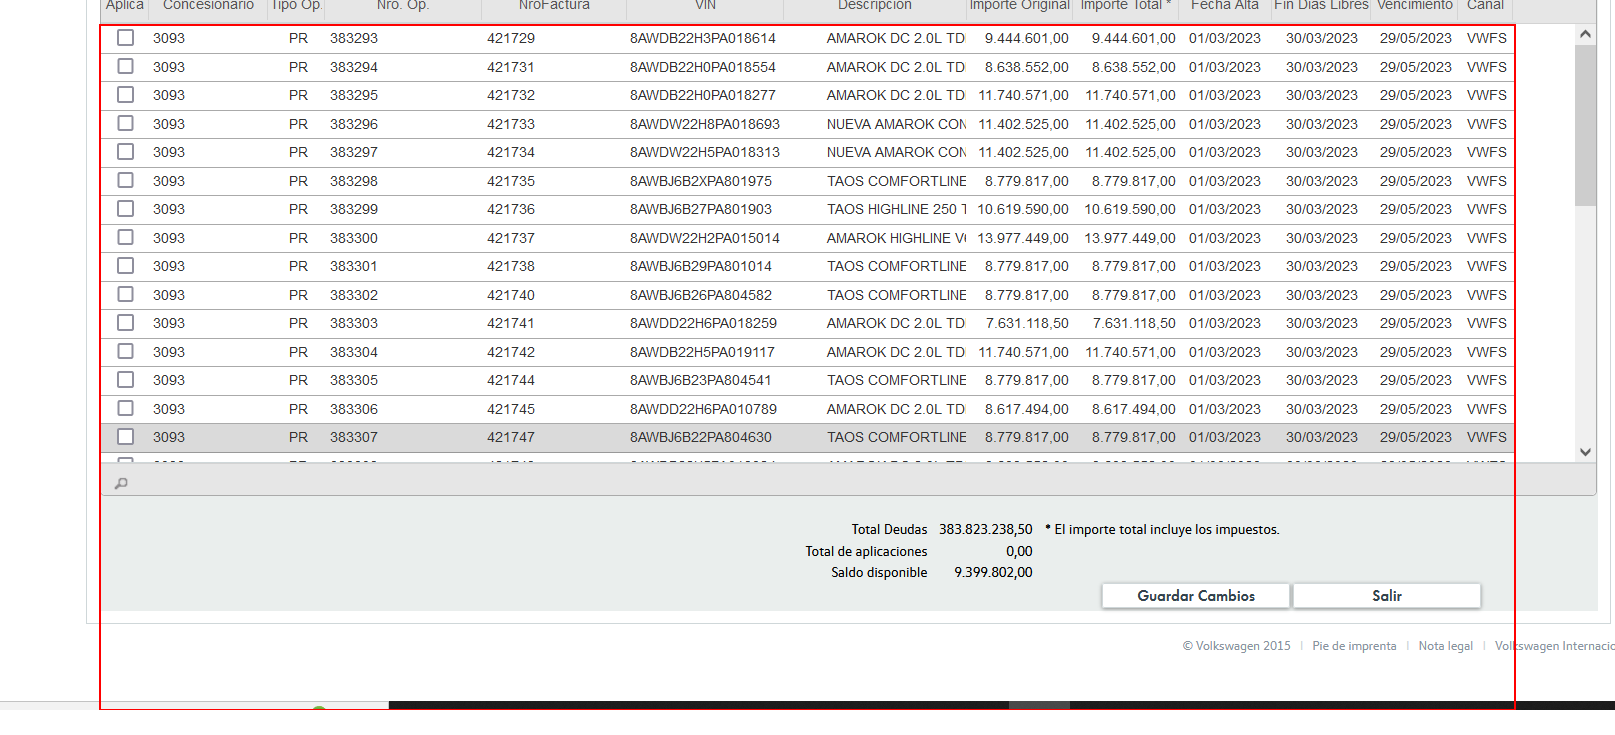 Aplica Concesionario Tipo Op. Nro. Op. NroFactura VIN Descripción Importe Original Importe Total * Fecha Alta Fin Días Libres Vencimiento Canal
3093 PR 383293 421729 8AWDB22H3PA018614 AMAROK DC 2.0L TD 9.444.601,00 9.444.601,00 01/03/2023 30/03/2023 29/05/2023 VWFS
3093 PR 383294 421731 8AWDB22H0PA018554 AMAROK DC 2.0L TD 8.638.552,00 8.638.552,00 01/03/2023 30/03/2023 29/05/2023 VWFS
3093 PR 383295 421732 8AWDB22H0PA018277 AMAROK DC 2.0L TD 11.740.571,00 11.740.571,00 01/03/2023 30/03/2023 29/05/2023 VWFS
3093 PR 383296 421733 8AWDW22H8PA018693 NUEVA AMAROK CON 11.402.525,00 11.402.525,00 01/03/2023 30/03/2023 29/05/2023 VWFS
3093 PR 383297 421734 8AWDW22H5PA018313 NUEVA AMAROK CON 11.402.525,00 11.402.525,00 01/03/2023 30/03/2023 29/05/2023 VWFS
3093 PR 383298 421735 8AWBJ6B2XPA801975 TAOS COMFORTLINE 8.779.817,00 8.779.817,00 01/03/2023 30/03/2023 29/05/2023 VWFS
3093 PR 383299 421736 8AWBJ6B27PA801903 TAOS HIGHLINE 250 T 10.619.590,00 10.619.590,00 01/03/2023 30/03/2023 29/05/2023 VWFS
3093 PR 383300 421737 8AWDW22H2PA015014 AMAROK HIGHLINE V6 13.977.449,00 13.977.449,00 01/03/2023 30/03/2023 29/05/2023 VWFS
3093 PR 383301 421738 8AWBJ6B29PA801014 TAOS COMFORTLINE 8.779.817,00 8.779.817,00 01/03/2023 30/03/2023 29/05/2023 VWFS
3093 PR 383302 421740 8AWBJ6B26PA804582 TAOS COMFORTLINE 8.779.817,00 8.779.817,00 01/03/2023 30/03/2023 29/05/2023 VWFS
3093 PR 383303 421741 8AWDD22H6PA018259 AMAROK DC 2.0L TD 7.631.118,50 7.631.118,50 01/03/2023 30/03/2023 29/05/2023 VWFS
3093 PR 383304 421742 8AWDB22H5PA019117 AMAROK DC 2.0L TD 11.740.571,00 11.740.571,00 01/03/2023 30/03/2023 29/05/2023 VWFS
3093 PR 383305 421744 8AWBJ6B23PA804541 TAOS COMFORTLINE 8.779.817,00 8.779.817,00 01/03/2023 30/03/2023 29/05/2023 VWFS
3093 PR 383306 421745 8AWDD22H6PA010789 AMAROK DC 2.0L TD 8.617.494,00 8.617.494,00 01/03/2023 30/03/2023 29/05/2023 VWFS
3093 PR 383307 421747 8AWBJ6B22PA804630 TAOS COMFORTLINE 8.779.817,00 8.779.817,00 01/03/2023 30/03/2023 29/05/2023 VWFS
Total Deudas 383.823.238,50 * El importe total incluye los impuestos.
Total de aplicaciones 0,00
Saldo disponible 9.399.802,00
Guardar Cambios Salir
© Volkswagen 2015 | Pie de imprenta | Nota legal | Volkswagen Internacio